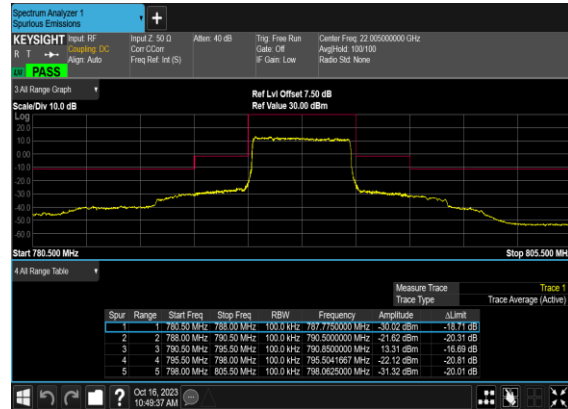 Spectrum Analyzer 1
Spurious Emissions
+
KEYSIGHT Input: RF Input Z: 50 Ω Atten: 40 dB Trig: Free Run Center Freq: 22.005000000 GHz
R T Coupling: DC Corr CCorr Gate: Off Avg|Hold: 100/100
Align: Auto Freq Ref: Int (S) IF Gain: Low Radio Std: None
LW PASS
3 All Range Graph
Ref Lvl Offset 7.50 dB
Scale/Div 10.0 dB Ref Value 30.00 dBm
Log
20.0
10.0
0.00
-10.0
-20.0
-30.0
-40.0
-50.0
-60.0
Start 780.500 MHz Stop 805.500 MH
4 All Range Table
Measure Trace Trace 1
Trace Type Trace Average (Active)
Spur Range Start Freq Stop Freq RBW Frequency Amplitude ΔLimit
1 1 780.50 MHz 788.00 MHz 100.0 kHz 787.7750000 MHz -30.02 dBm -18.71 dB
2 2 788.00 MHz 790.50 MHz 100.0 kHz 790.5000000 MHz -21.62 dBm -20.31 dB
3 3 790.50 MHz 795.50 MHz 100.0 kHz 790.8500000 MHz 13.31 dBm -16.69 dB
4 4 795.50 MHz 798.00 MHz 100.0 kHz 795.5041667 MHz -22.12 dBm -20.81 dB
5 5 798.00 MHz 805.50 MHz 100.0 kHz 798.0625000 MHz -31.32 dBm -20.01 dB
? Oct 16, 2023
10:49:37 AM